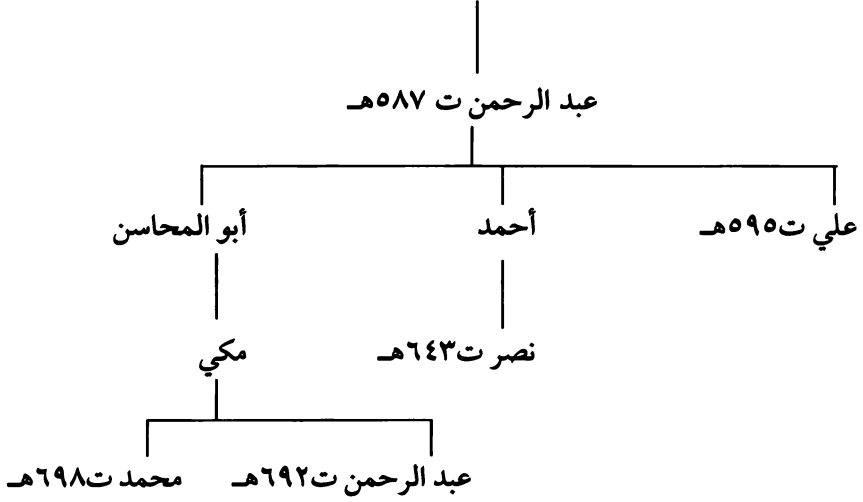 عبد الرحمن ت ٥٨٧هـ
علي ت٥٩٥هـ أحمد أبو المحاسن
نصر ت٦٤٣هـ مكي
عبد الرحمن ت٦٩٢هـ محمد ت٦٩٨هـ